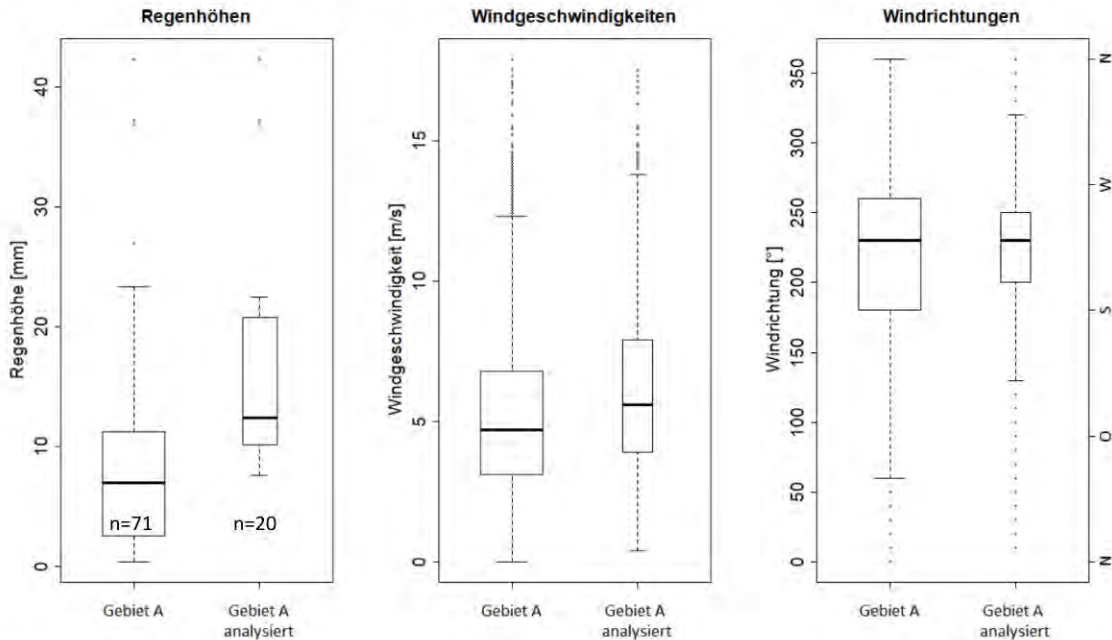 Regenhöhen
Regenhöhe [mm]
40
30
20
10
0
n=71
n=20
Gebiet A
Gebiet A
analysiert
Windgeschwindigkeiten
Windgeschwindigkeit [m/s]
15
10
5
0
Gebiet A
Gebiet A
analysiert
Windrichtungen
Windrichtung [°]
350
300
250
200
150
100
50
0
N
W
S
O
N
Gebiet A
Gebiet A
analysiert